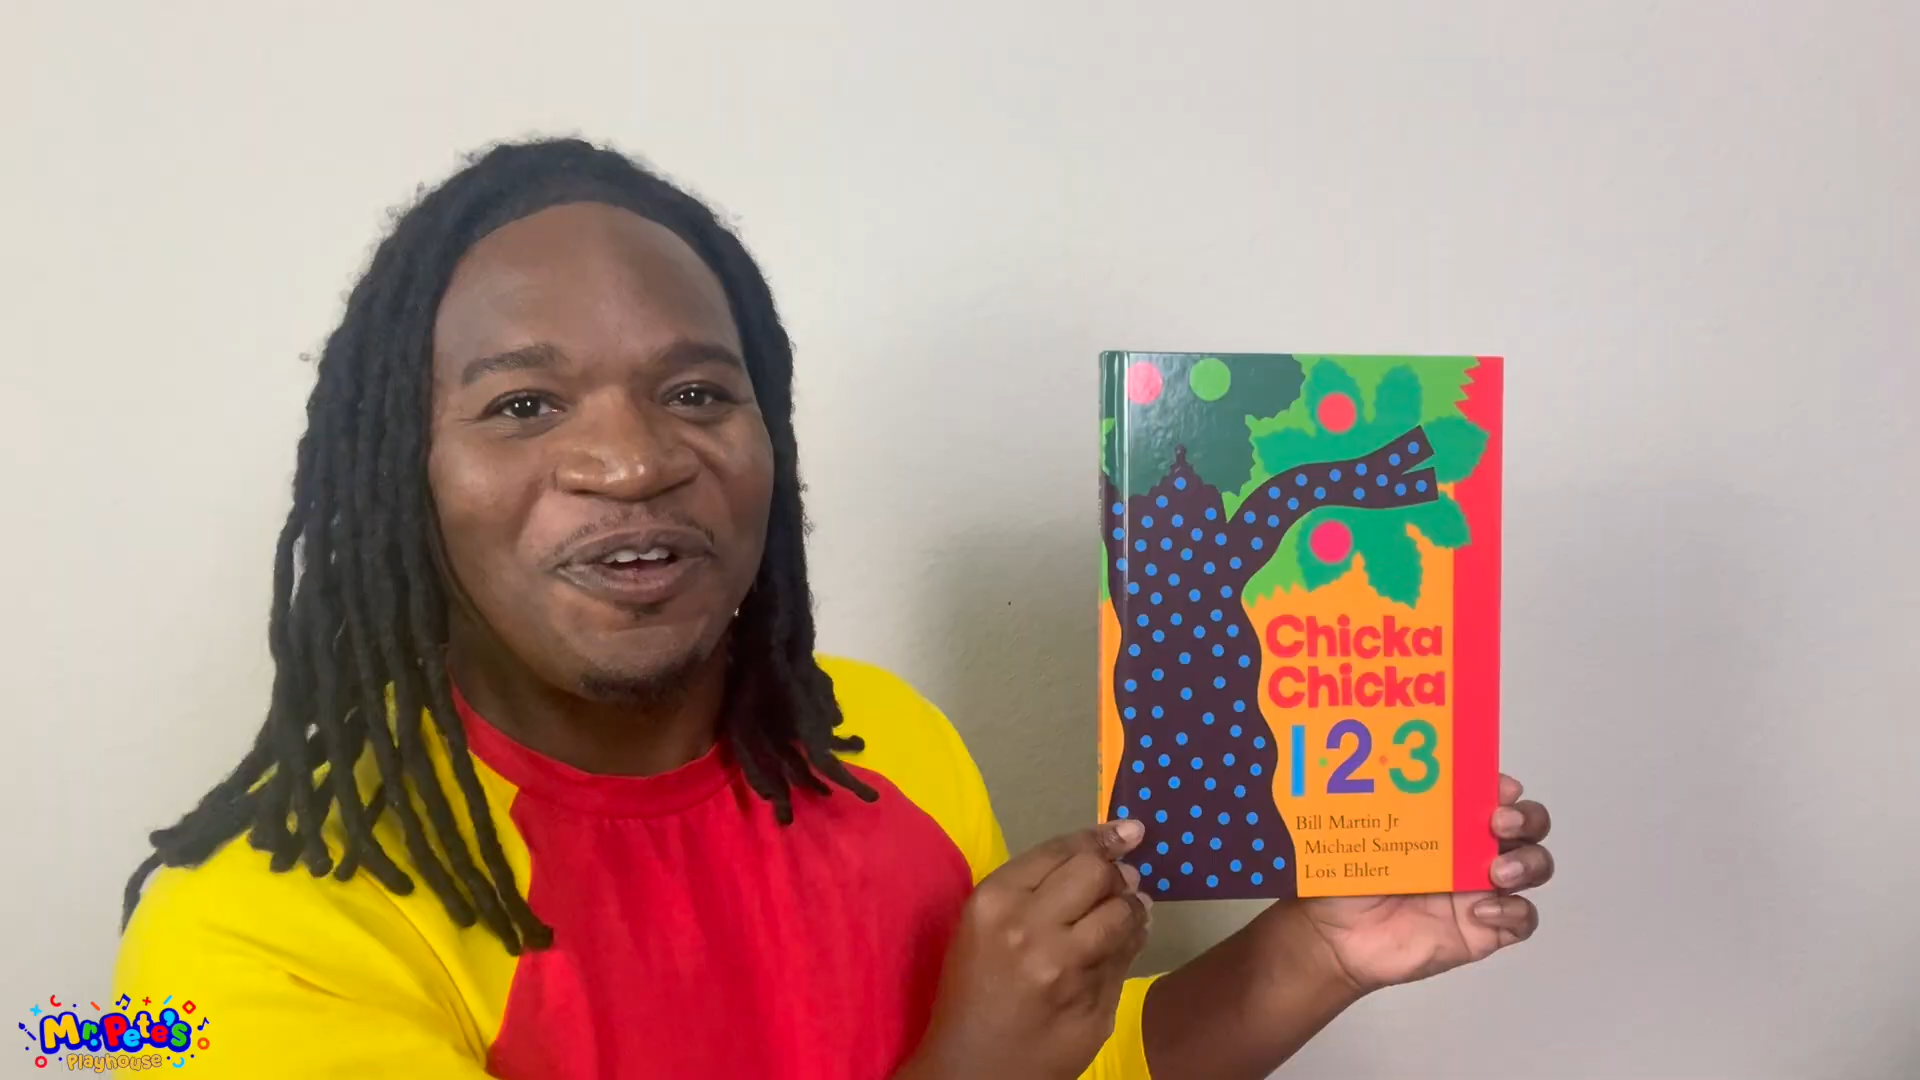 Chicka
Chicka
1·2·3
Bill Martin Jr
Michael Sampson
Lois Ehlert
Mr. Pete's
Playhouse